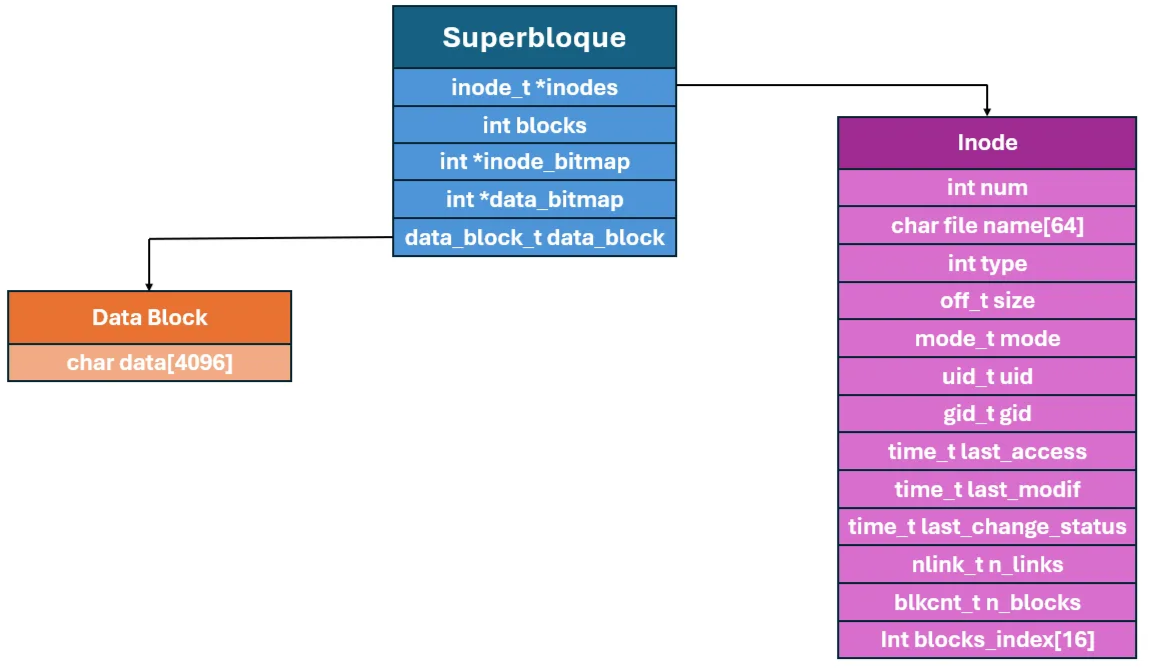 Superbloque
inode_t *inodes
int blocks
int *inode_bitmap
int *data_bitmap
data_block_t data_block
Data Block
char data[4096]
Inode
int num
char file name[64]
int type
off_t size
mode_t mode
uid_t uid
gid_t gid
time_t last_access
time_t last_modif
time_t last_change_status
nlink_t n_links
blkcnt_t n_blocks
Int blocks_index[16]